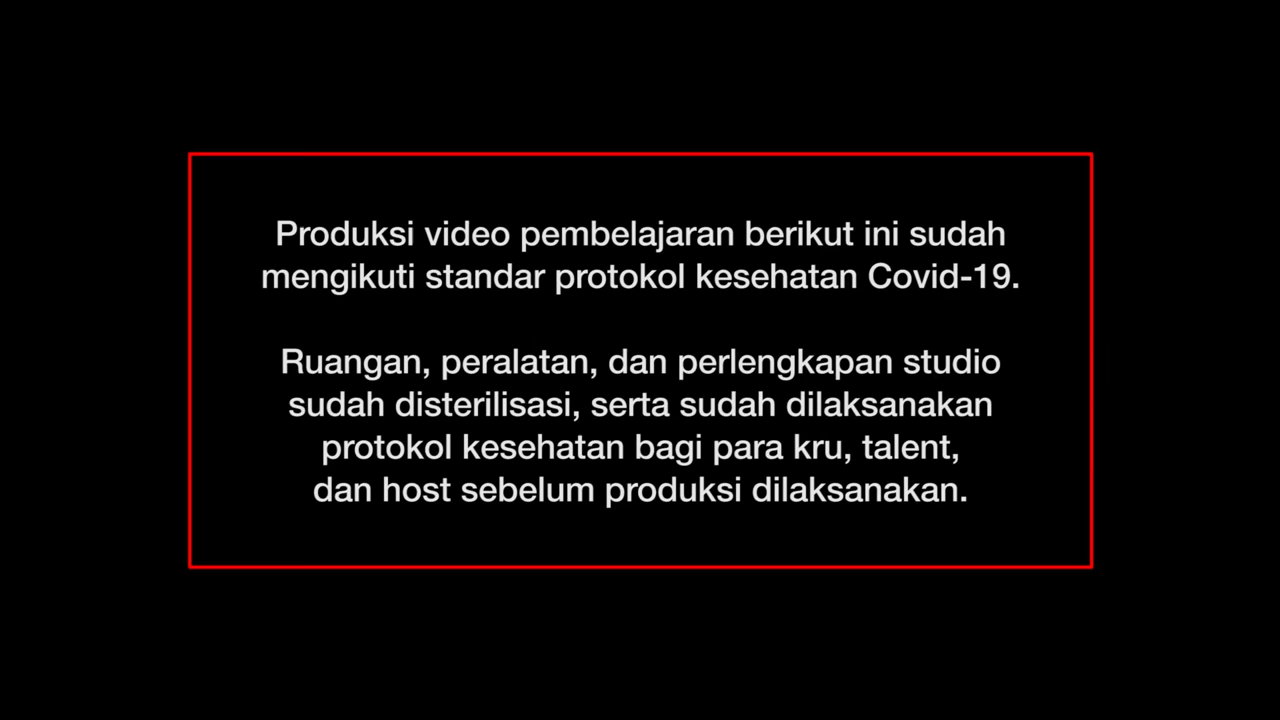 Produksi video pembelajaran berikut ini sudah
mengikuti standar protokol kesehatan Covid-19.
Ruangan, peralatan, dan perlengkapan studio
sudah disterilisasi, serta sudah dilaksanakan
protokol kesehatan bagi para kru, talent,
dan host sebelum produksi dilaksanakan.